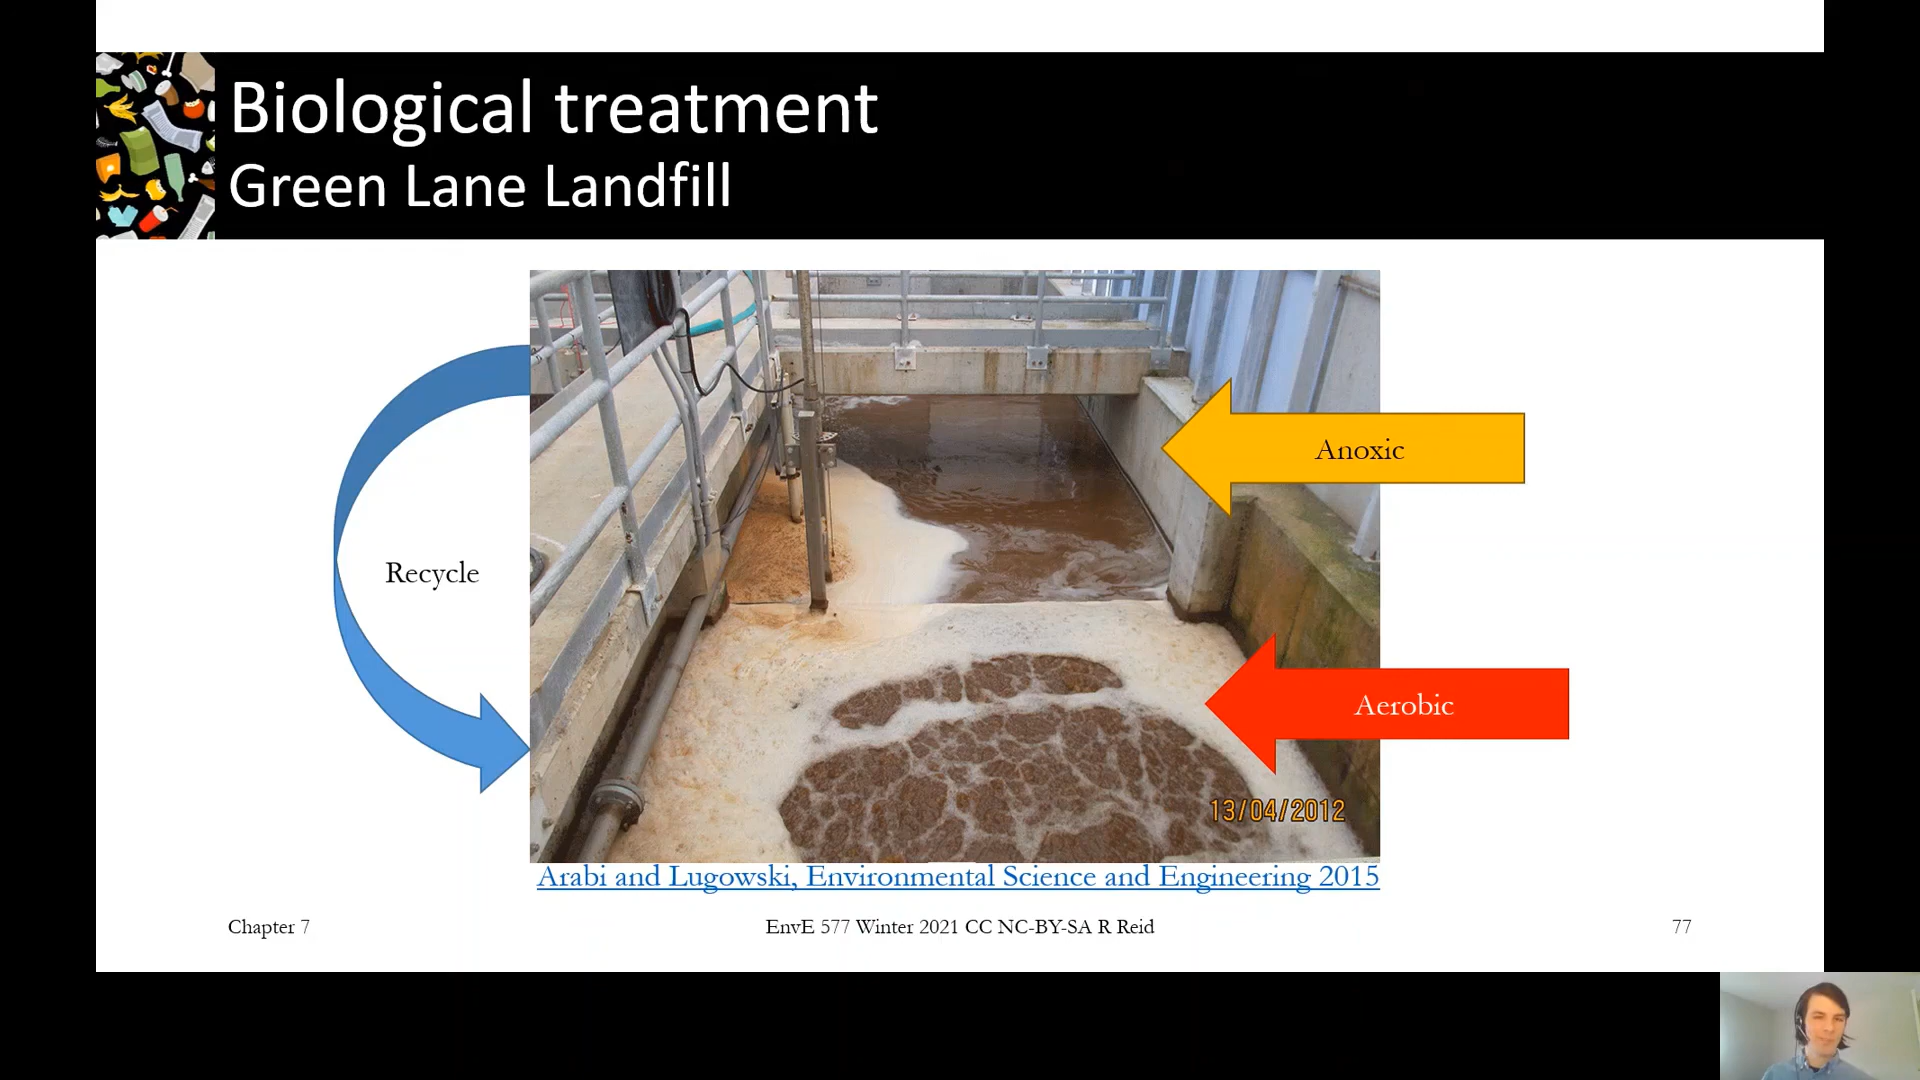 Biological treatment
Green Lane Landfill
Anoxic
Recycle
Aerobic
13/04/2012
Arabi and Lugowski, Environmental Science and Engineering 2015
Chapter 7
EnvE 577 Winter 2021 CC NC-BY-SA R Reid
77